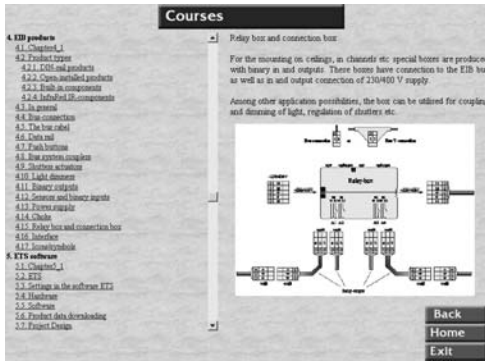 Courses
4. EIB products
4.1. Chapter4_1
4.2. Product types
4.2.1. DIN-rail products
4.2.2. Open installed products
4.2.3. Built-in components
4.2.4. InfraRed IR-components
4.3. In general
4.4. Bus connection
4.5. The bus cabel
4.6. Data rail
4.7. Push buttons
4.8. Bus system couplers
4.9. Shutters actuators
4.10. Light dimmers
4.11. Binary outputs
4.12. Sensors and binary inputs
4.13. Power supply
4.14. Choke
4.15. Relay box and connection box
4.16. Interface
4.17. Icons/symbols
5. ETS software
5.1. Chapter5_1
5.2. ETS
5.3. Settings in the software ETS
5.4. Hardware
5.5. Software
5.6. Product data downloading
5.7. Project Design
Relay box and connection box
For the mounting on ceilings, in channels etc special boxes are produce
with binary in and outputs. These boxes have connection to the EIB bu
as well as in and output connection of 230/400 V supply.
Among other application possibilities, the box can be utilised for coupling
and dimming of light, regulation of shutters etc.
Relay box
Back
Home
Exit